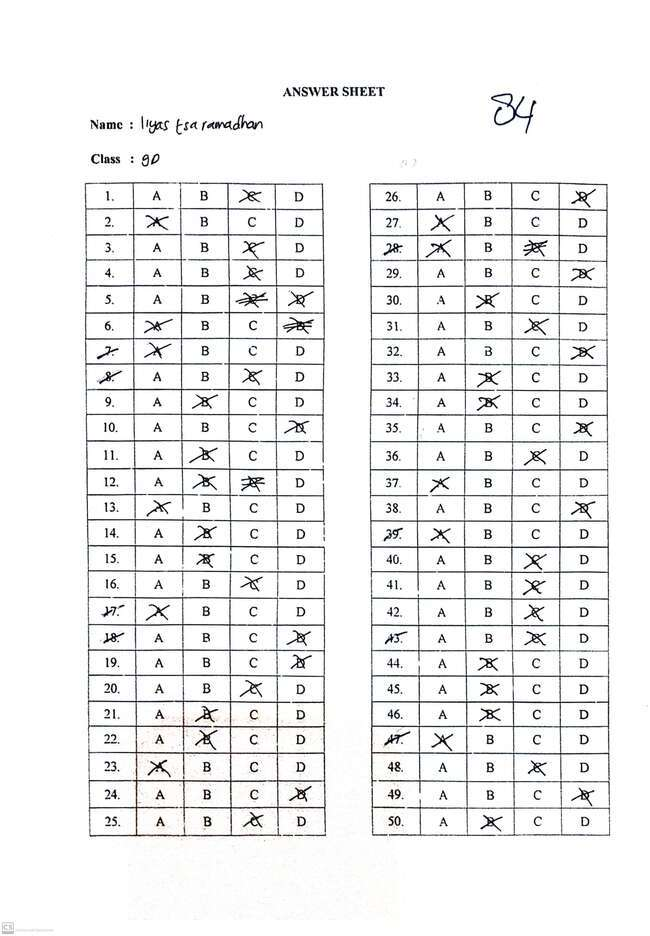 ANSWER SHEET
84
Name : Ilyas tsa ramadhan
Class : 9D
1. A B C D
2. A B C D
3. A B C D
4. A B C D
5. A B C D
6. A B C D
7. A B C D
8. A B C D
9. A B C D
10. A B C D
11. A B C D
12. A B C D
13. A B C D
14. A B C D
15. A B C D
16. A B C D
17. A B C D
18. A B C D
19. A B C D
20. A B C D
21. A B C D
22. A B C D
23. A B C D
24. A B C D
25. A B C D
26. A B C D
27. A B C D
28. A B C D
29. A B C D
30. A B C D
31. A B C D
32. A B C D
33. A B C D
34. A B C D
35. A B C D
36. A B C D
37. A B C D
38. A B C D
39. A B C D
40. A B C D
41. A B C D
42. A B C D
43. A B C D
44. A B C D
45. A B C D
46. A B C D
47. A B C D
48. A B C D
49. A B C D
50. A B C D
CS